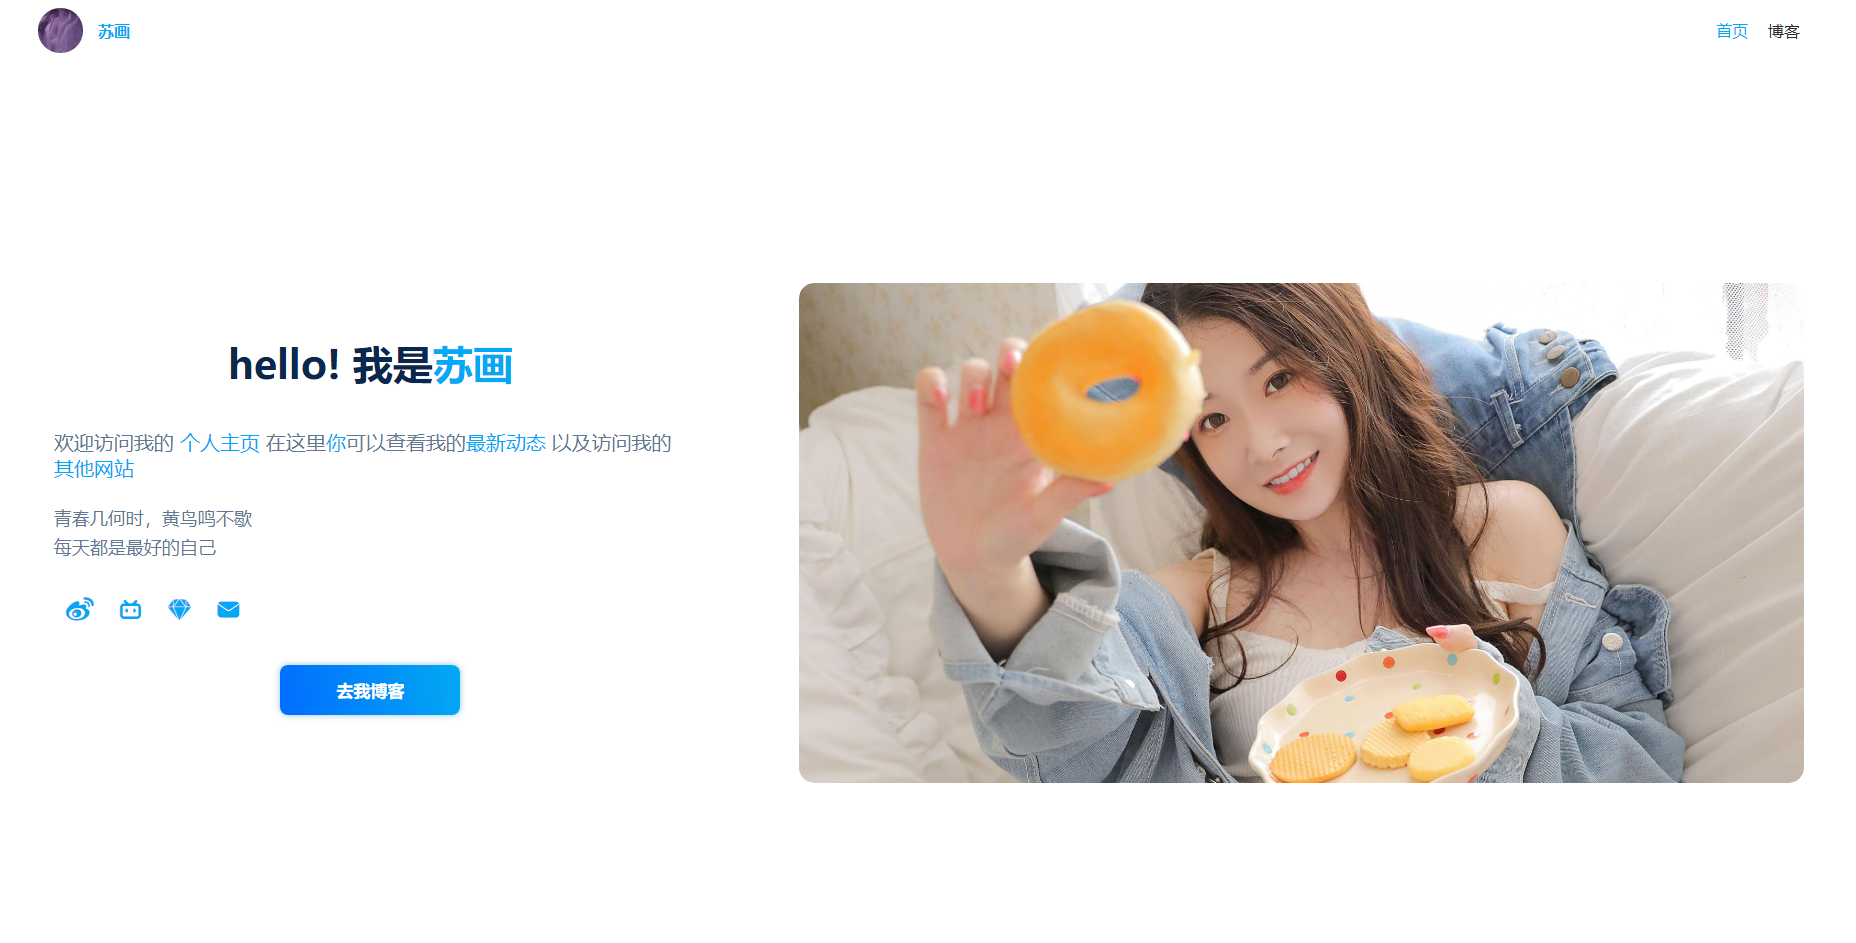 苏画
首页 博客
hello! 我是苏画
欢迎访问我的 个人主页 在这里你可以查看我的最新动态 以及访问我的
其他网站
青春几何时，黄鸟鸣不歇
每天都是最好的自己
去我博客